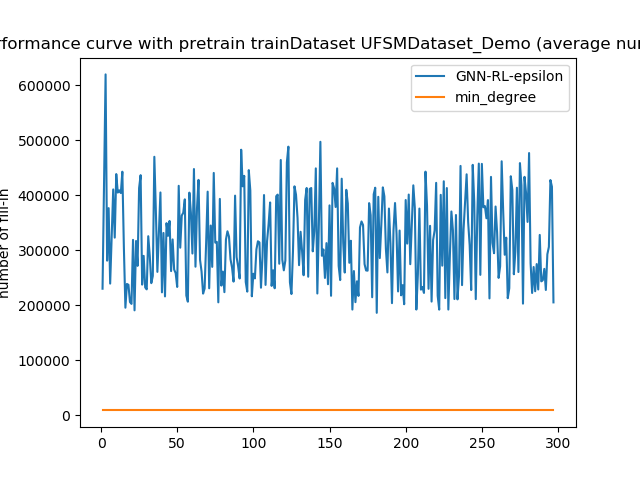 rformance curve with pretrain trainDataset UFSMDataset_Demo (average nu
GNN-RL-epsilon
min_degree
number of fill-in
600000
500000
400000
300000
200000
100000
0
0 50 100 150 200 250 300